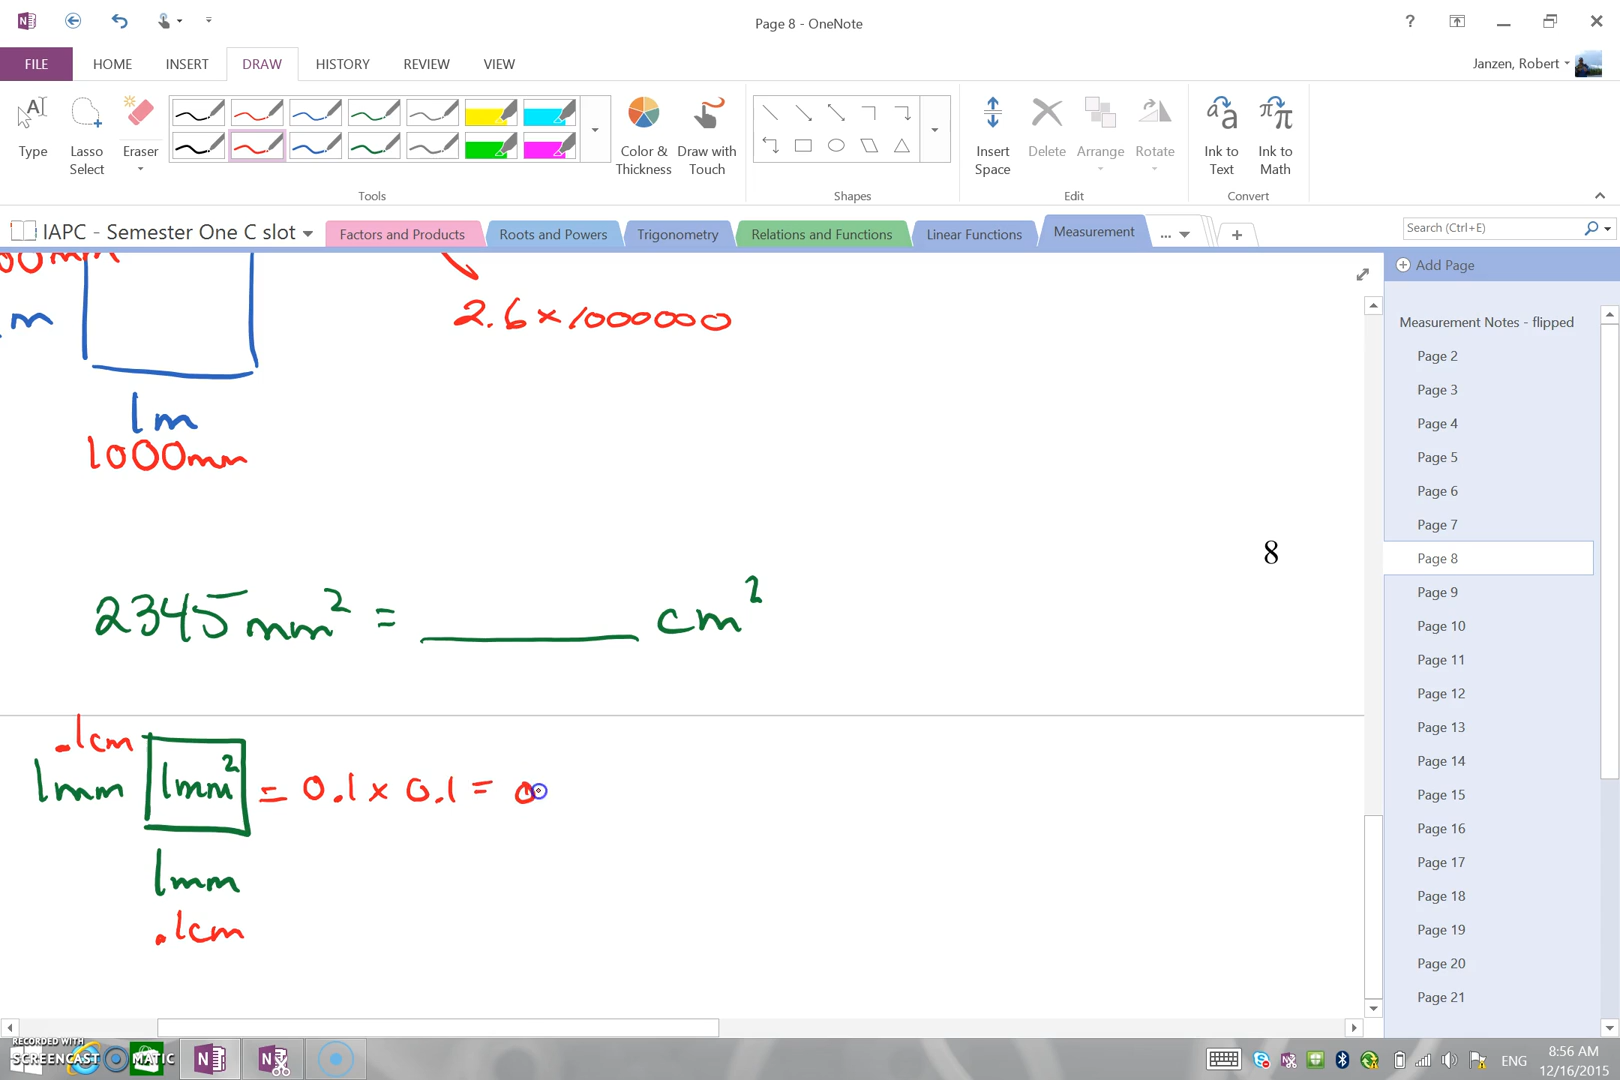 Page 8 - OneNote
FILE
HOME
INSERT
DRAW
HISTORY
REVIEW
VIEW
Janzen, Robert
Type
Lasso
Select
Eraser
Color &
Thickness
Draw with
Touch
Insert
Space
Delete
Arrange
Rotate
Ink to
Text
Ink to
Math
Tools
Shapes
Edit
Convert
IAPC - Semester One C slot
Factors and Products
Roots and Powers
Trigonometry
Relations and Functions
Linear Functions
Measurement
...
Search (Ctrl+E)
Add Page
Measurement Notes - flipped
Page 2
Page 3
Page 4
Page 5
Page 6
Page 7
Page 8
Page 9
Page 10
Page 11
Page 12
Page 13
Page 14
Page 15
Page 16
Page 17
Page 18
Page 19
Page 20
Page 21
m
2.6 × 1000000
1m
1000mm
8
2345 mm² = ________ cm²
.1cm
1mm
1mm² = 0.1 × 0.1 = 0
1mm
.1cm
RECORDED WITH
SCREENCAST MATIC
ENG
8:56 AM
12/16/2015